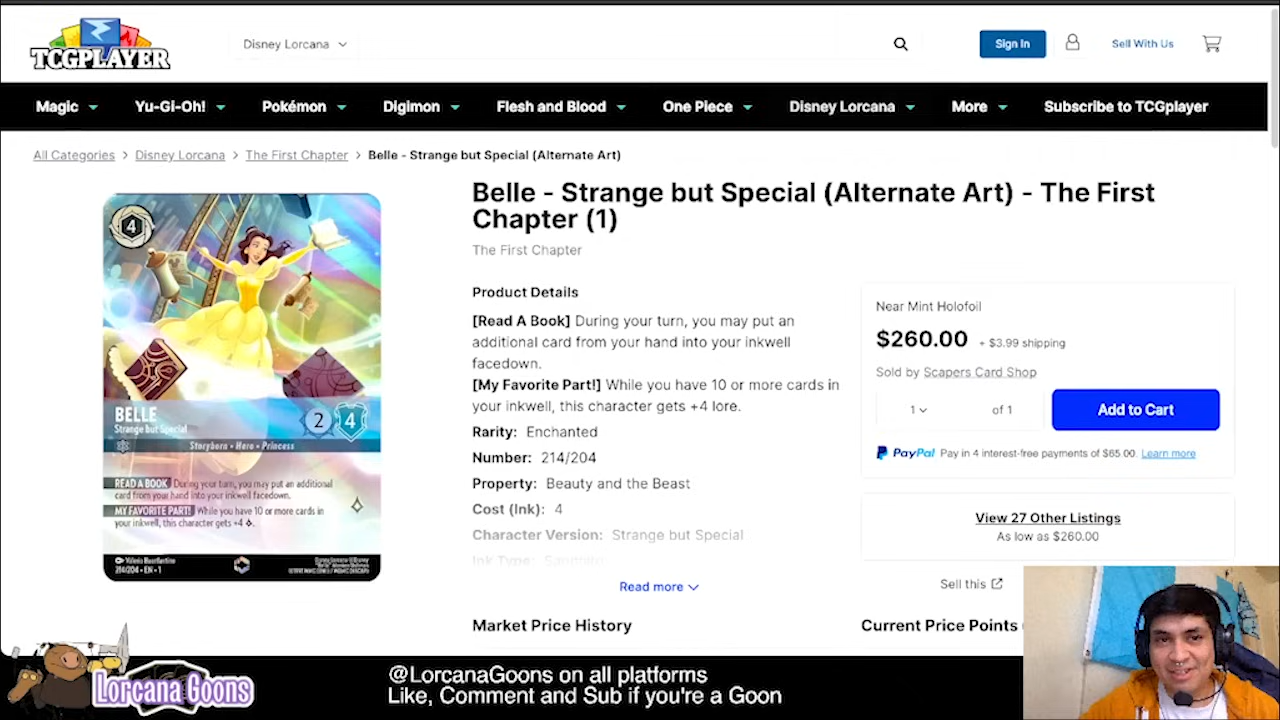 TCGPLAYER
Disney Lorcana
Sign In
Sell With Us
Magic
Yu-Gi-Oh!
Pokémon
Digimon
Flesh and Blood
One Piece
Disney Lorcana
More
Subscribe to TCGplayer
All Categories > Disney Lorcana > The First Chapter > Belle - Strange but Special (Alternate Art)
4
BELLE
Strange but Special
2 4
Storyborn • Hero • Princess
READ A BOOK During your turn, you may put an additional
card from your hand into your inkwell facedown.
MY FAVORITE PART! While you have 10 or more cards in
your inkwell, this character gets +4
214/204 • EN • 1
Belle - Strange but Special (Alternate Art) - The First
Chapter (1)
The First Chapter
Product Details
[Read A Book] During your turn, you may put an
additional card from your hand into your inkwell
facedown.
[My Favorite Part!] While you have 10 or more cards in
your inkwell, this character gets +4 lore.
Rarity: Enchanted
Number: 214/204
Property: Beauty and the Beast
Cost (Ink): 4
Character Version: Strange but Special
Ink Type: Sapphire
Read more
Market Price History
Near Mint Holofoil
$260.00 + $3.99 shipping
Sold by Scapers Card Shop
1 of 1
Add to Cart
PayPal Pay in 4 interest-free payments of $65.00. Learn more
View 27 Other Listings
As low as $260.00
Sell this
Current Price Points
Lorcana Goons
@LorcanaGoons on all platforms
Like, Comment and Sub if you're a Goon